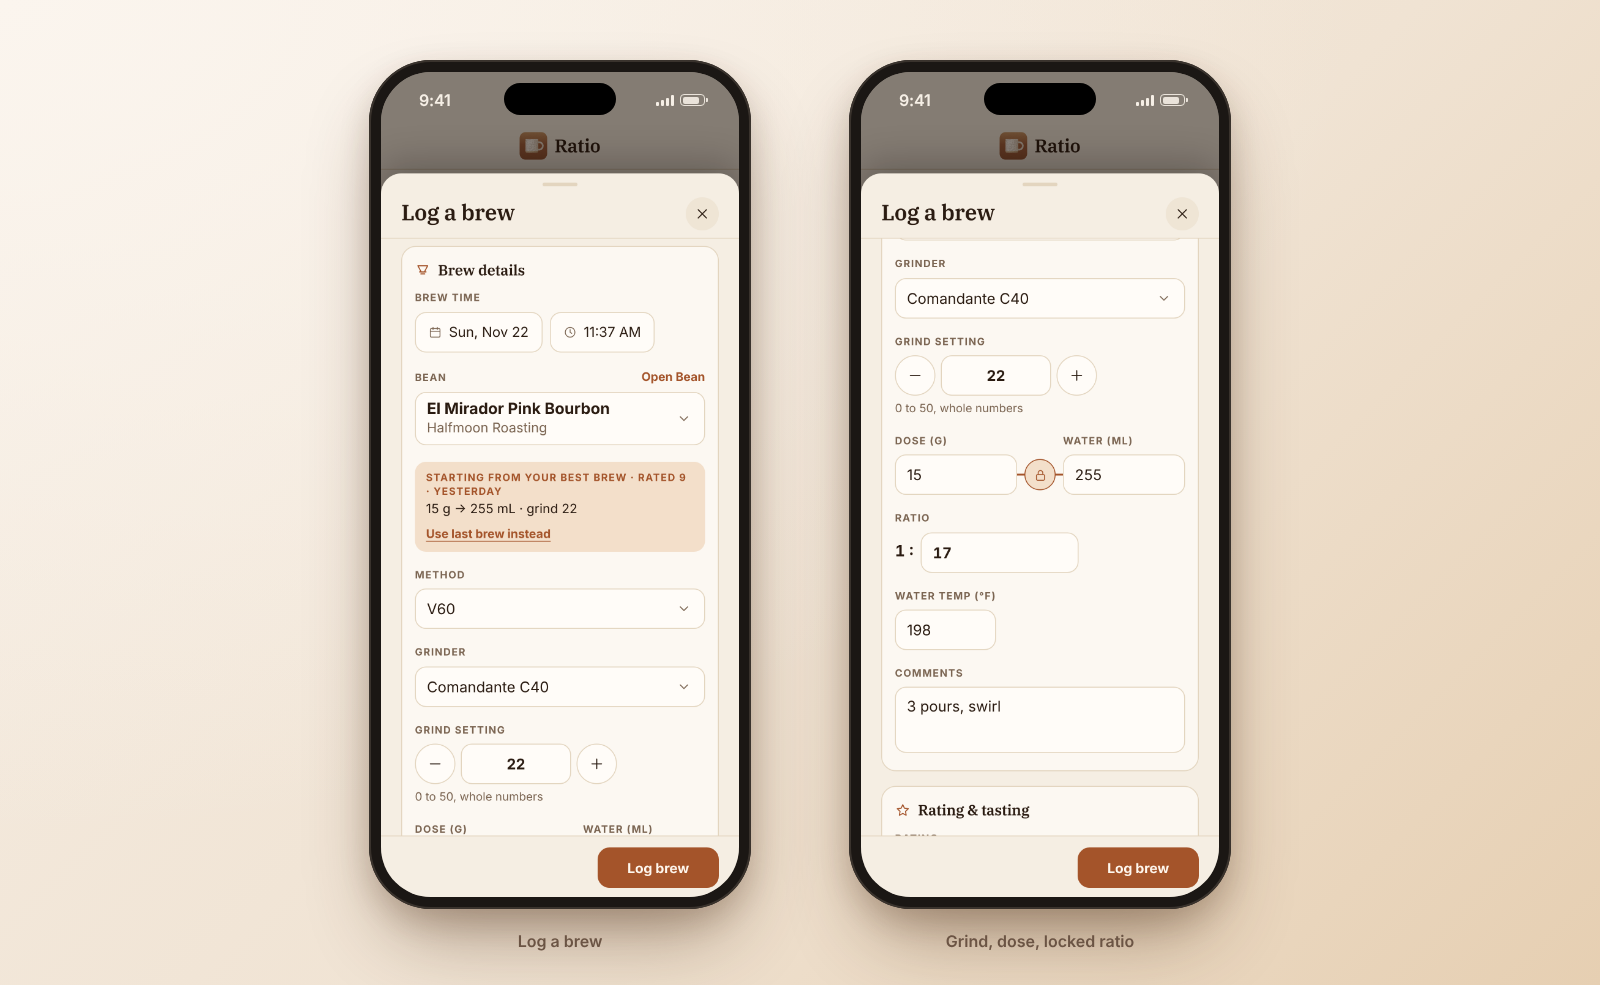 9:41
Ratio
Log a brew
Brew details
BREW TIME
Sun, Nov 22
11:37 AM
BEAN
Open Bean
El Mirador Pink Bourbon
Halfmoon Roasting
STARTING FROM YOUR BEST BREW · RATED 9
· YESTERDAY
15 g → 255 mL · grind 22
Use last brew instead
METHOD
V60
GRINDER
Comandante C40
GRIND SETTING
22
0 to 50, whole numbers
DOSE (G)
WATER (ML)
Log brew
Log a brew
9:41
Ratio
Log a brew
GRINDER
Comandante C40
GRIND SETTING
22
0 to 50, whole numbers
DOSE (G)
WATER (ML)
15
255
RATIO
1 :
17
WATER TEMP (°F)
198
COMMENTS
3 pours, swirl
Rating & tasting
Log brew
Grind, dose, locked ratio